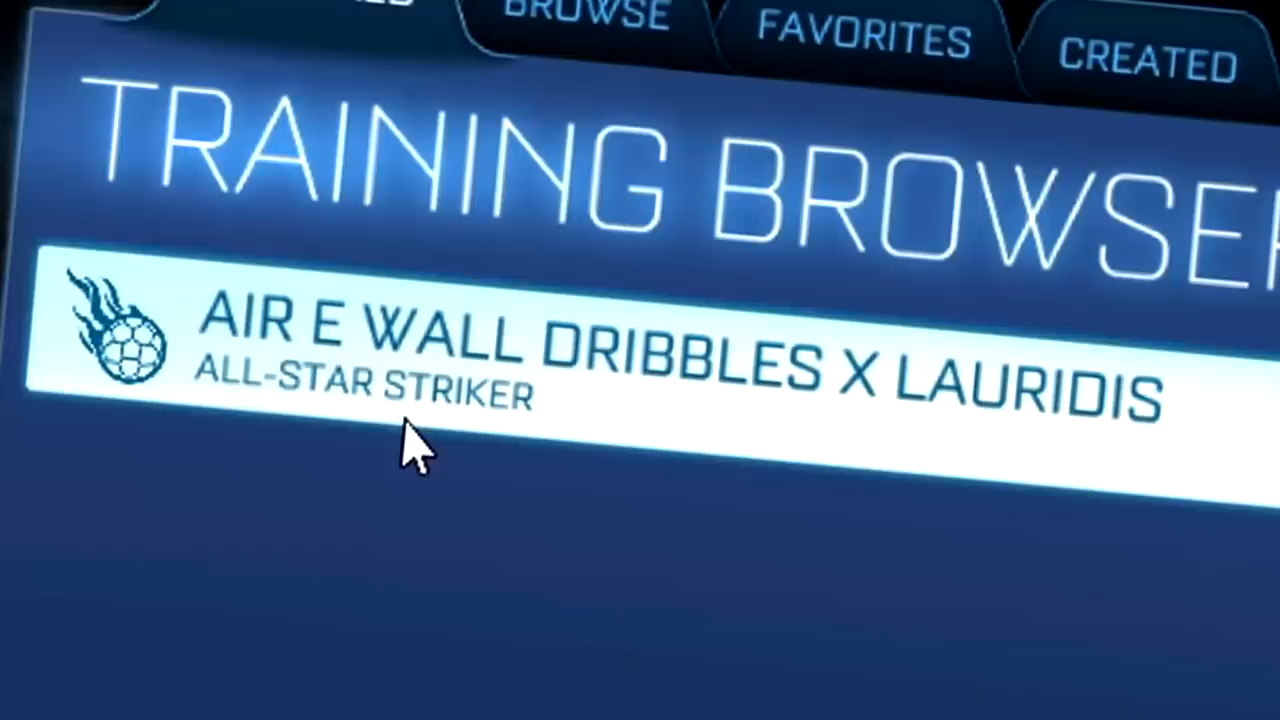 BROWSE
FAVORITES
CREATED
TRAINING BROWSER
AIR E WALL DRIBBLES X LAURIDIS
ALL-STAR STRIKER